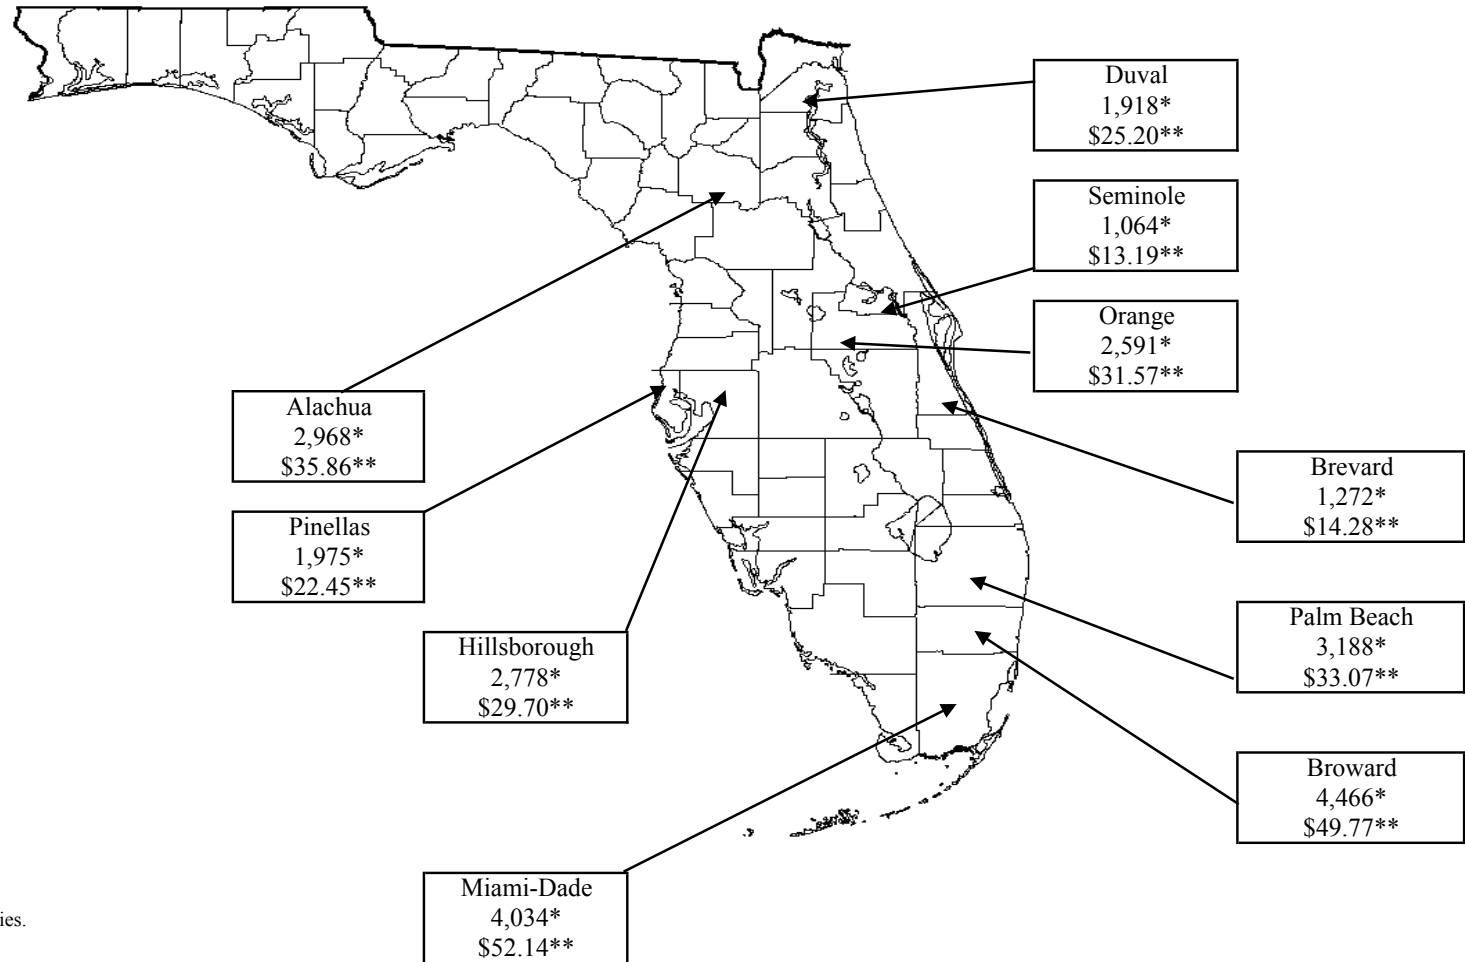 Duval
1,918*
$25.20**
Seminole
1,064*
$13.19**
Orange
2,591*
$31.57**
Alachua
2,968*
$35.86**
Brevard
1,272*
$14.28**
Pinellas
1,975*
$22.45**
Palm Beach
3,188*
$33.07**
Hillsborough
2,778*
$29.70**
Broward
4,466*
$49.77**
Miami-Dade
4,034*
$52.14**
ies.